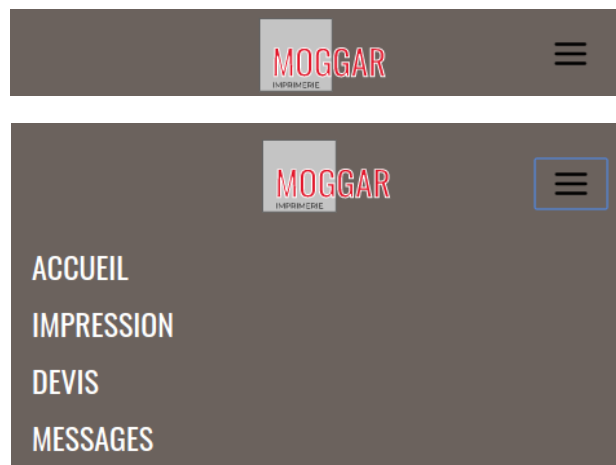 MOGGAR
IMPRIMERIE
MOGGAR
IMPRIMERIE
ACCUEIL
IMPRESSION
DEVIS
MESSAGES